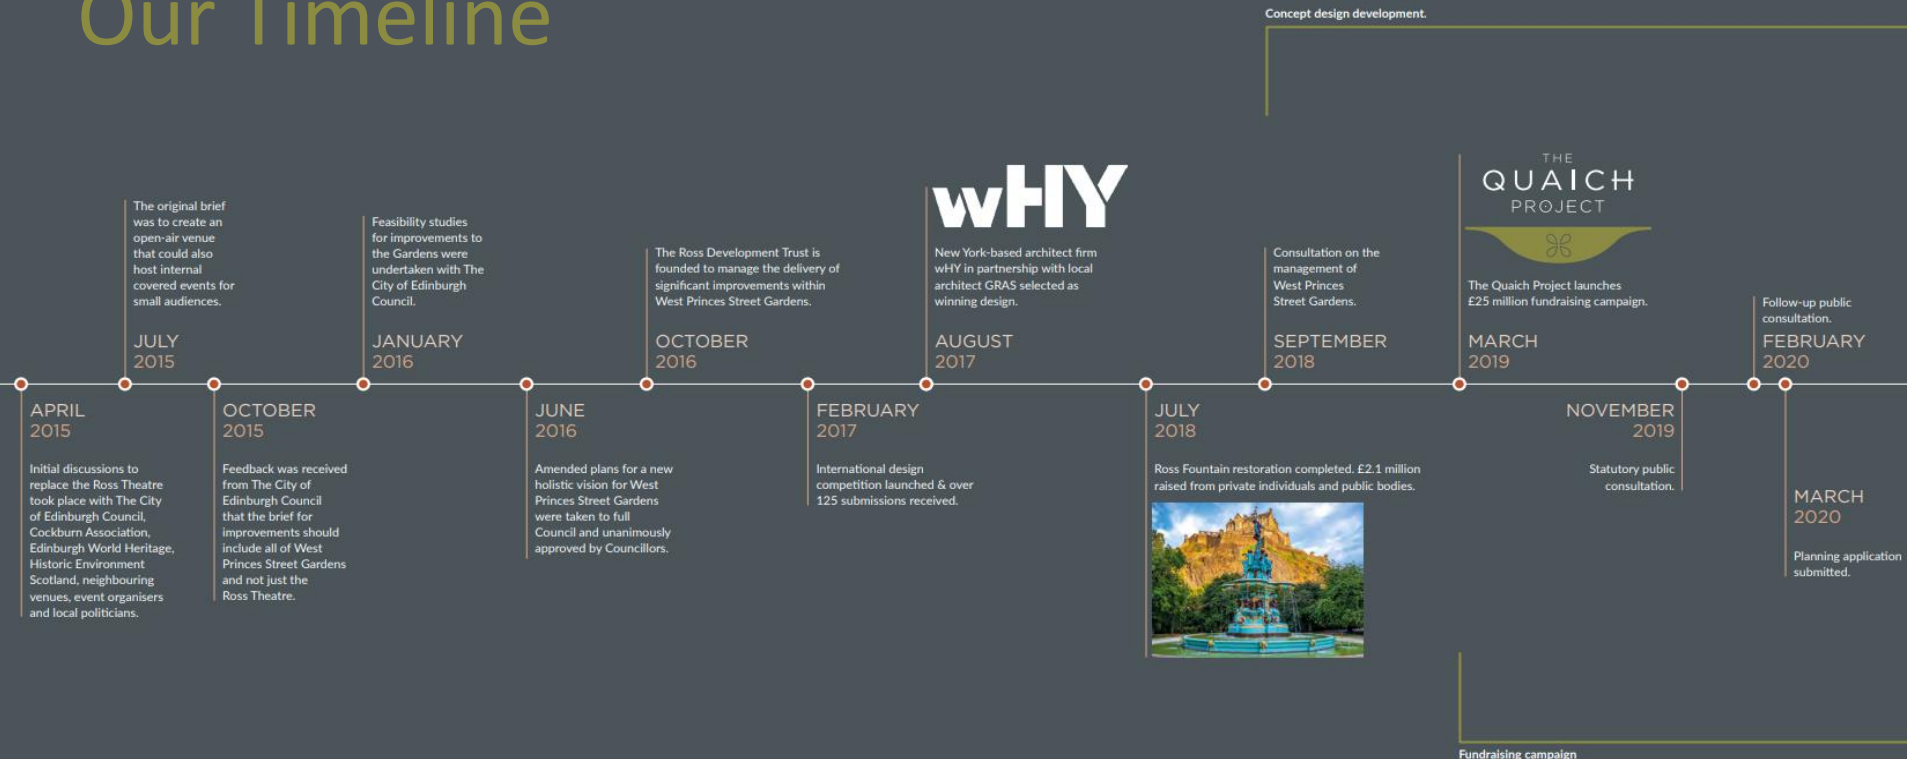 Our Timeline
Concept design development.
The original brief
was to create an
open-air venue
that could also
host internal
covered events for
small audiences.
JULY
2015
Feasibility studies
for improvements to
the Gardens were
undertaken with The
City of Edinburgh
Council.
JANUARY
2016
The Ross Development Trust is
founded to manage the delivery of
significant improvements within
West Princes Street Gardens.
OCTOBER
2016
wHY
New York-based architect firm
wHY in partnership with local
architect GRAS selected as
winning design.
AUGUST
2017
Consultation on the
management of
West Princes
Street Gardens.
SEPTEMBER
2018
THE
QUAICH
PROJECT
The Quaich Project launches
£25 million fundraising campaign.
MARCH
2019
Follow-up public
consultation.
FEBRUARY
2020
APRIL
2015
Initial discussions to
replace the Ross Theatre
took place with The City
of Edinburgh Council,
Cockburn Association,
Edinburgh World Heritage,
Historic Environment
Scotland, neighbouring
venues, event organisers
and local politicians.
OCTOBER
2015
Feedback was received
from The City of
Edinburgh Council
that the brief for
improvements should
include all of West
Princes Street Gardens
and not just the
Ross Theatre.
JUNE
2016
Amended plans for a new
holistic vision for West
Princes Street Gardens
were taken to full
Council and unanimously
approved by Councillors.
FEBRUARY
2017
International design
competition launched & over
125 submissions received.
JULY
2018
Ross Fountain restoration completed. £2.1 million
raised from private individuals and public bodies.
NOVEMBER
2019
Statutory public
consultation.
MARCH
2020
Planning application
submitted.
Fundraising campaign